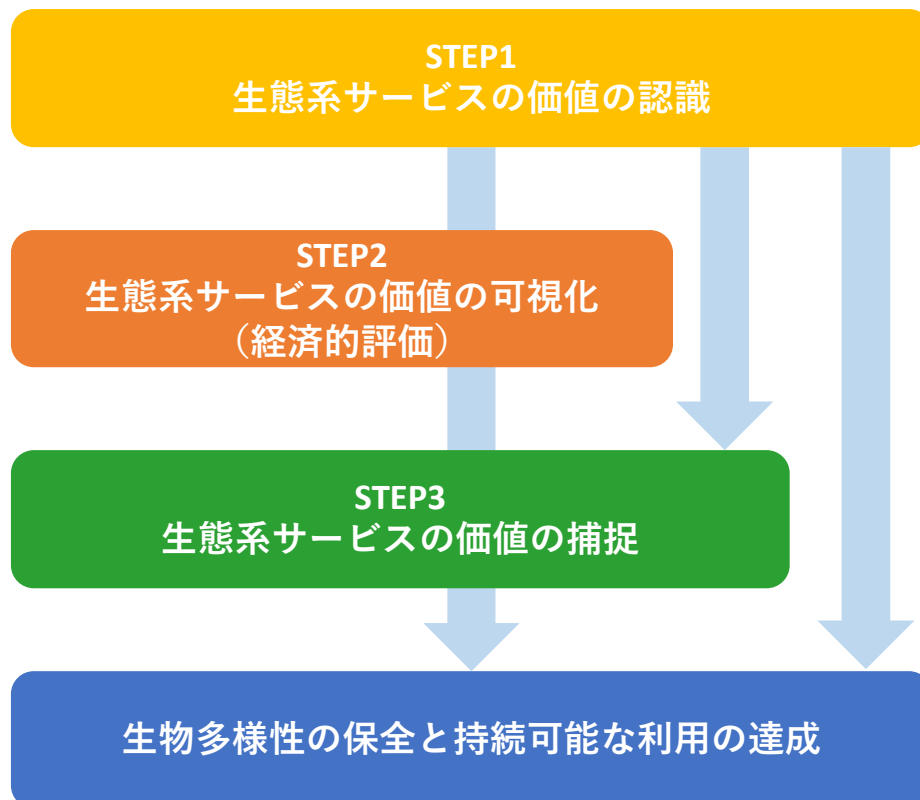 STEP1
生態系サービスの価値の認識
STEP2
生態系サービスの価値の可視化
（経済的評価）
STEP3
生態系サービスの価値の捕捉
生物多様性の保全と持続可能な利用の達成